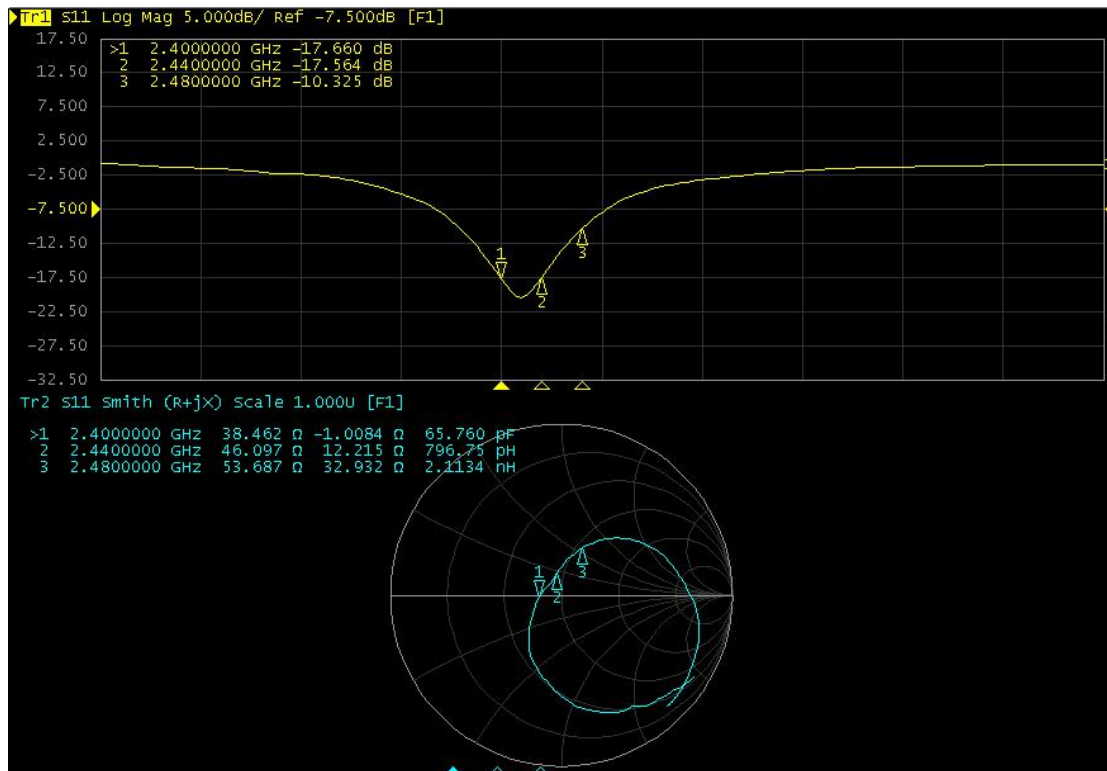 Tr1 S11 Log Mag 5.000dB/ Ref -7.500dB [F1]
17.50
>1 2.4000000 GHz -17.660 dB
2 2.4400000 GHz -17.564 dB
3 2.4800000 GHz -10.325 dB
12.50
7.500
2.500
-2.500
-7.500
-12.50
-17.50
-22.50
-27.50
-32.50
1
2
3
Tr2 S11 Smith (R+jX) Scale 1.000U [F1]
>1 2.4000000 GHz 38.462 Ω -1.0084 Ω 65.760 pF
2 2.4400000 GHz 46.097 Ω 12.215 Ω 796.75 pH
3 2.4800000 GHz 53.687 Ω 32.932 Ω 2.1134 nH
1
2
3